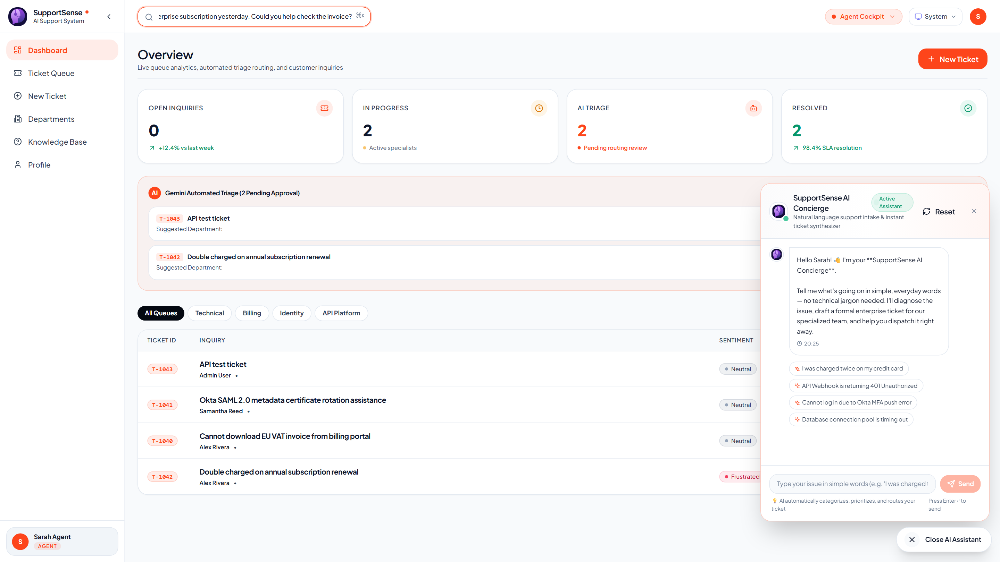 SupportSense
AI Support System
erprise subscription yesterday. Could you help check the invoice? ⌘K
Agent Cockpit
System
S
Dashboard
Ticket Queue
New Ticket
Departments
Knowledge Base
Profile
Overview
Live queue analytics, automated triage routing, and customer inquiries
New Ticket
OPEN INQUIRIES
0
+12.4% vs last week
IN PROGRESS
2
Active specialists
AI TRIAGE
2
Pending routing review
RESOLVED
2
98.4% SLA resolution
AI Gemini Automated Triage (2 Pending Approval)
T-1043 API test ticket
Suggested Department:
T-1042 Double charged on annual subscription renewal
Suggested Department:
All Queues Technical Billing Identity API Platform
TICKET ID INQUIRY SENTIMENT
T-1043 API test ticket Neutral
Admin User •
T-1041 Okta SAML 2.0 metadata certificate rotation assistance Neutral
Samantha Reed •
T-1040 Cannot download EU VAT invoice from billing portal Neutral
Alex Rivera •
T-1042 Double charged on annual subscription renewal Frustrated
Alex Rivera •
SupportSense AI
Concierge
Active
Assistant
Natural language support intake & instant
ticket synthesizer
Reset
Hello Sarah! 👋 I'm your **SupportSense AI
Concierge**.
Tell me what's going on in simple, everyday words
— no technical jargon needed. I'll diagnose the
issue, draft a formal enterprise ticket for our
specialized team, and help you dispatch it right
away.
20:25
I was charged twice on my credit card
API Webhook is returning 401 Unauthorized
Cannot log in due to Okta MFA push error
Database connection pool is timing out
Type your issue in simple words (e.g. 'I was charged t
Send
💡 AI automatically categorizes, prioritizes, and routes your
ticket
Press Enter ↵ to
send
Close AI Assistant
S
Sarah Agent
AGENT